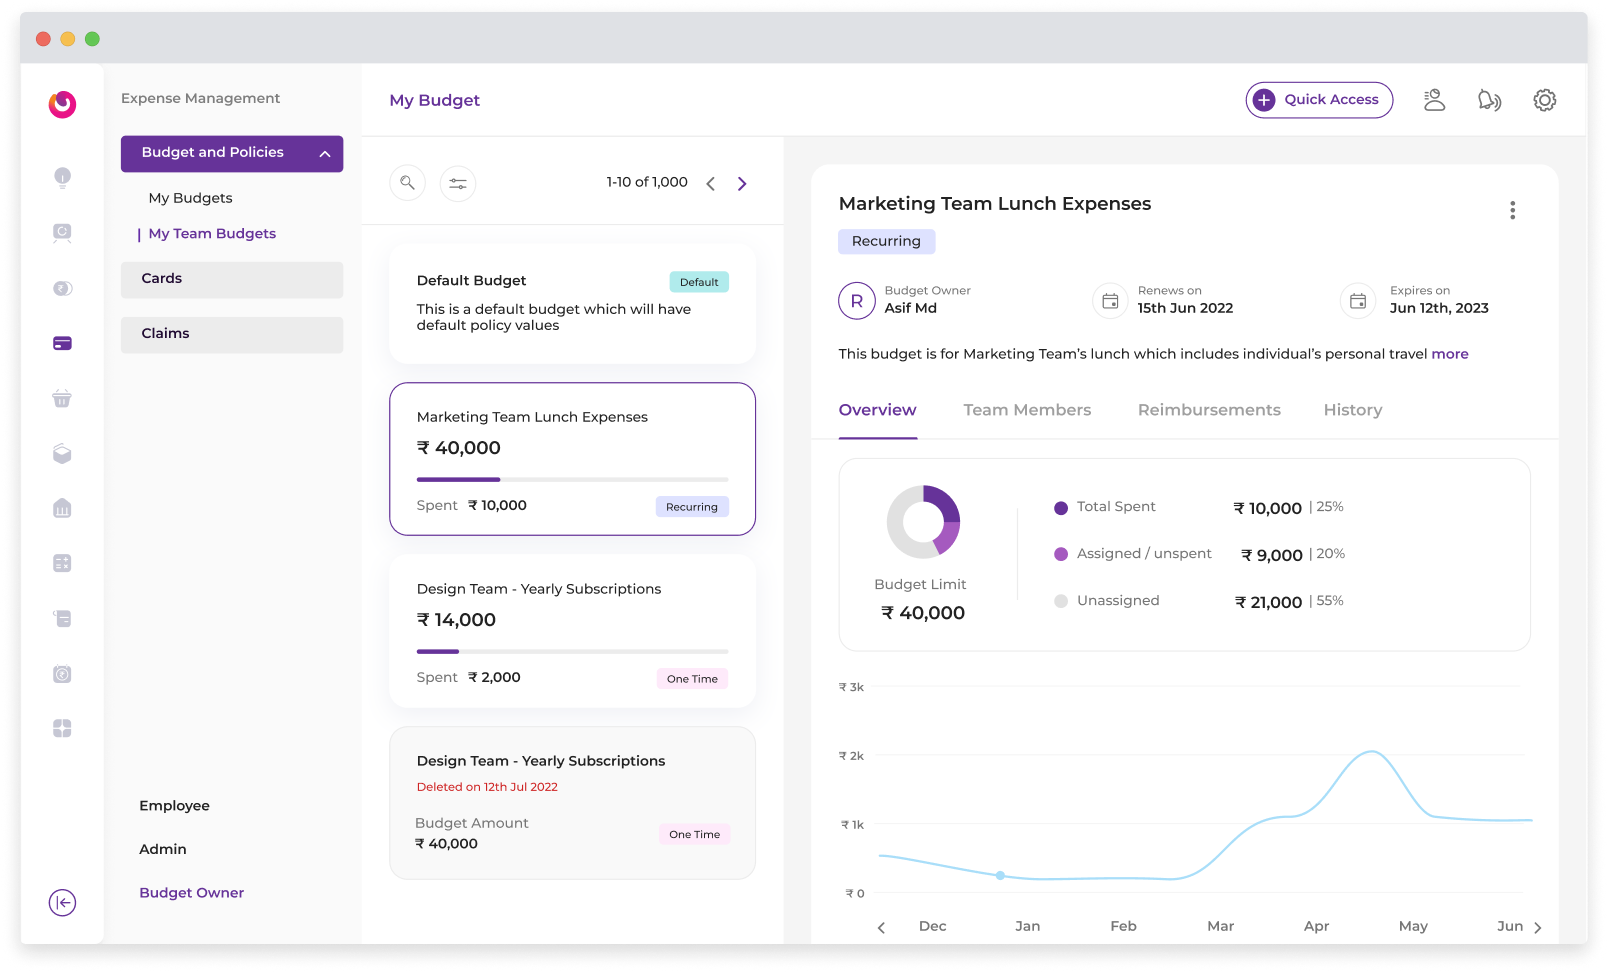 Expense Management
Budget and Policies
My Budgets
My Team Budgets
Cards
Claims
Employee
Admin
Budget Owner
My Budget
Quick Access
1-10 of 1,000
Default Budget
Default
This is a default budget which will have
default policy values
Marketing Team Lunch Expenses
₹ 40,000
Spent ₹ 10,000
Recurring
Design Team - Yearly Subscriptions
₹ 14,000
Spent ₹ 2,000
One Time
Design Team - Yearly Subscriptions
Deleted on 12th Jul 2022
Budget Amount
₹ 40,000
One Time
Marketing Team Lunch Expenses
Recurring
R
Budget Owner
Asif Md
Renews on
15th Jun 2022
Expires on
Jun 12th, 2023
This budget is for Marketing Team’s lunch which includes individual’s personal travel more
Overview Team Members Reimbursements History
Budget Limit
₹ 40,000
Total Spent ₹ 10,000 | 25%
Assigned / unspent ₹ 9,000 | 20%
Unassigned ₹ 21,000 | 55%
₹ 3k
₹ 2k
₹ 1k
₹ 0
Dec Jan Feb Mar Apr May Jun